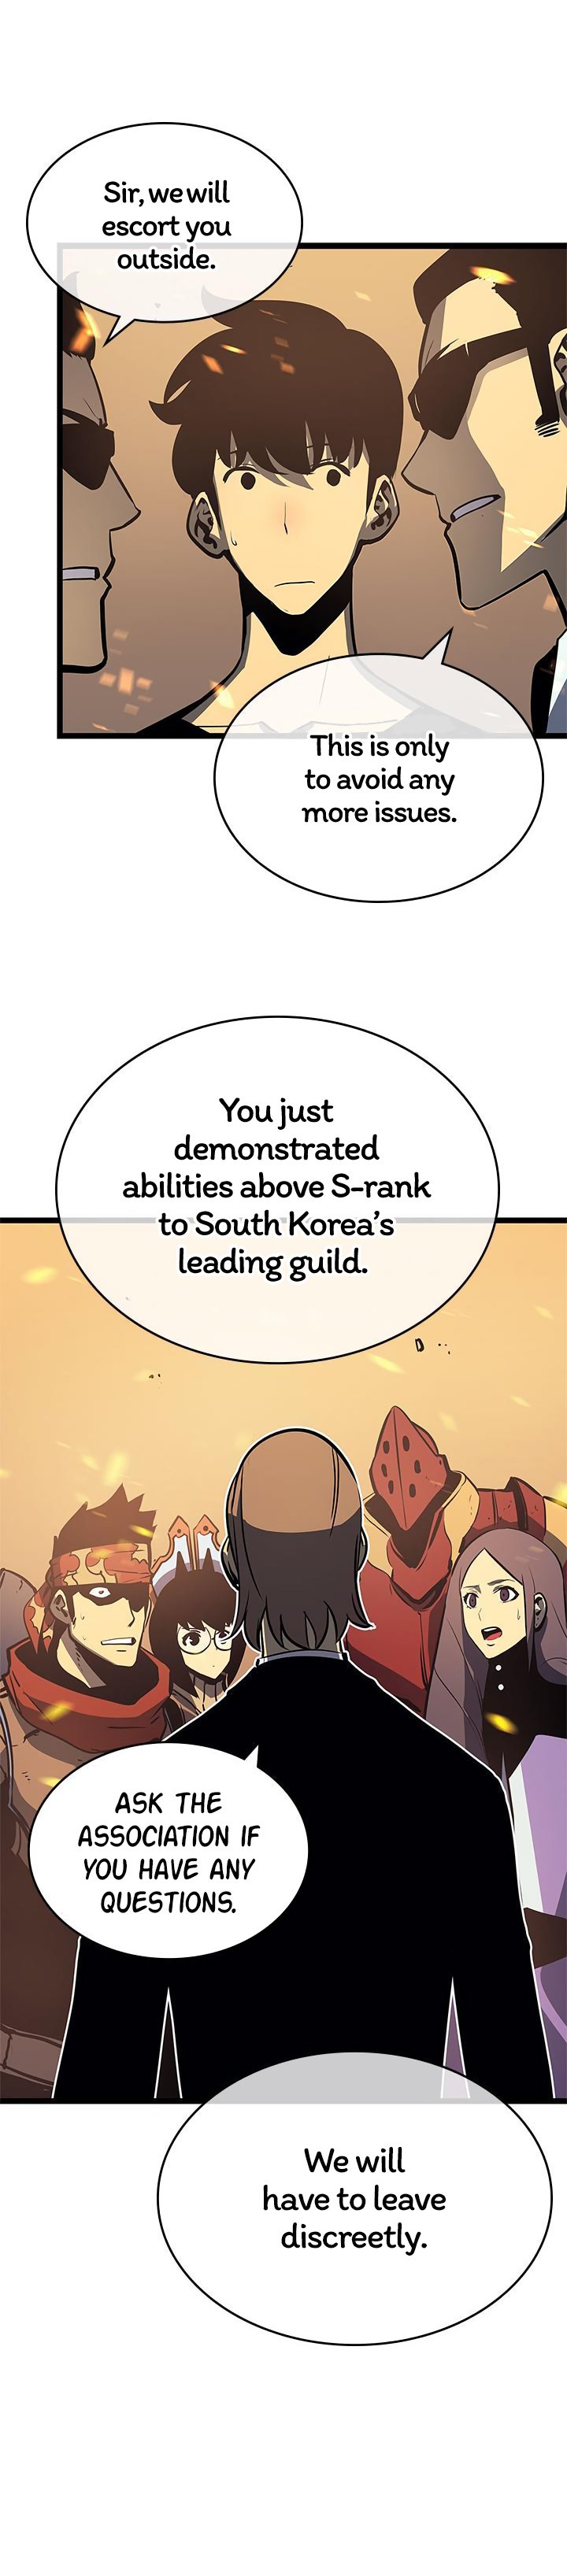 Sir, we will
escort you
outside.
This is only
to avoid any
more issues.
You just
demonstrated
abilities above S-rank
to South Korea's
leading guild.
ASK THE
ASSOCIATION IF
YOU HAVE ANY
QUESTIONS.
We will
have to leave
discreetly.